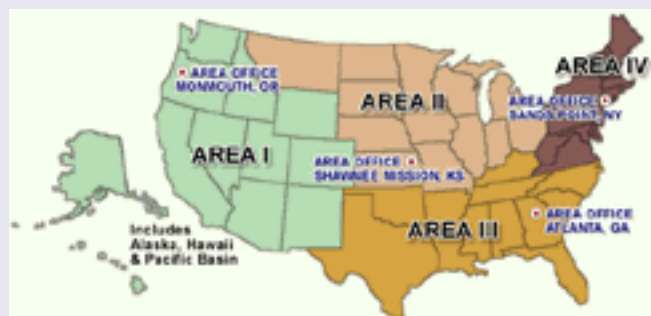 AREA IV
AREA OFFICE
MONMOUTH, OR
AREA II
AREA OFFICE
SANDS POINT, NY
AREA I
AREA OFFICE
SHAWNEE MISSION, KS
AREA OFFICE
ATLANTA, GA
AREA III
Includes
Alaska, Hawaii
& Pacific Basin